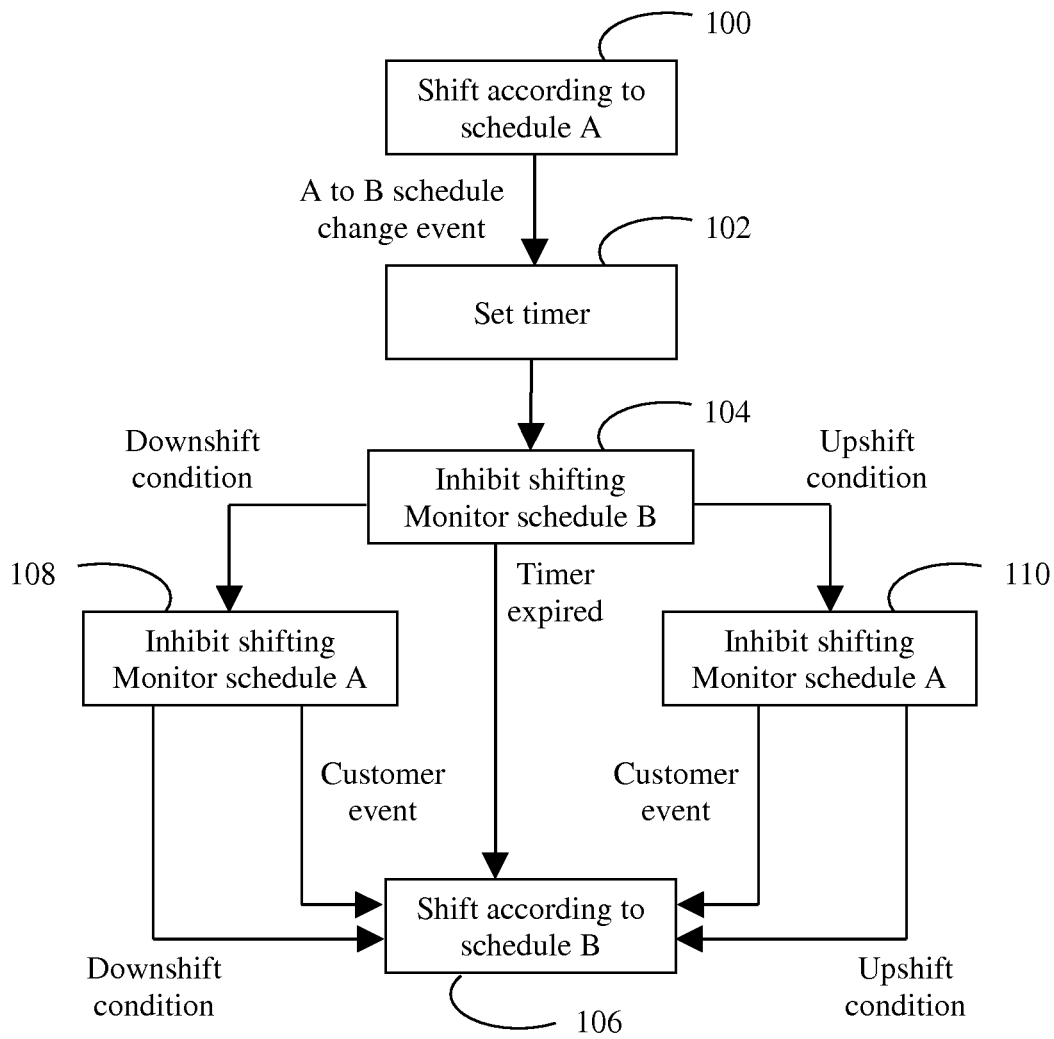 100
Shift according to
schedule A
A to B schedule
change event
102
Set timer
104
Downshift
condition
Upshift
condition
Inhibit shifting
Monitor schedule B
108
Timer
expired
110
Inhibit shifting
Monitor schedule A
Inhibit shifting
Monitor schedule A
Customer
event
Customer
event
Shift according to
schedule B
Downshift
condition
Upshift
condition
106